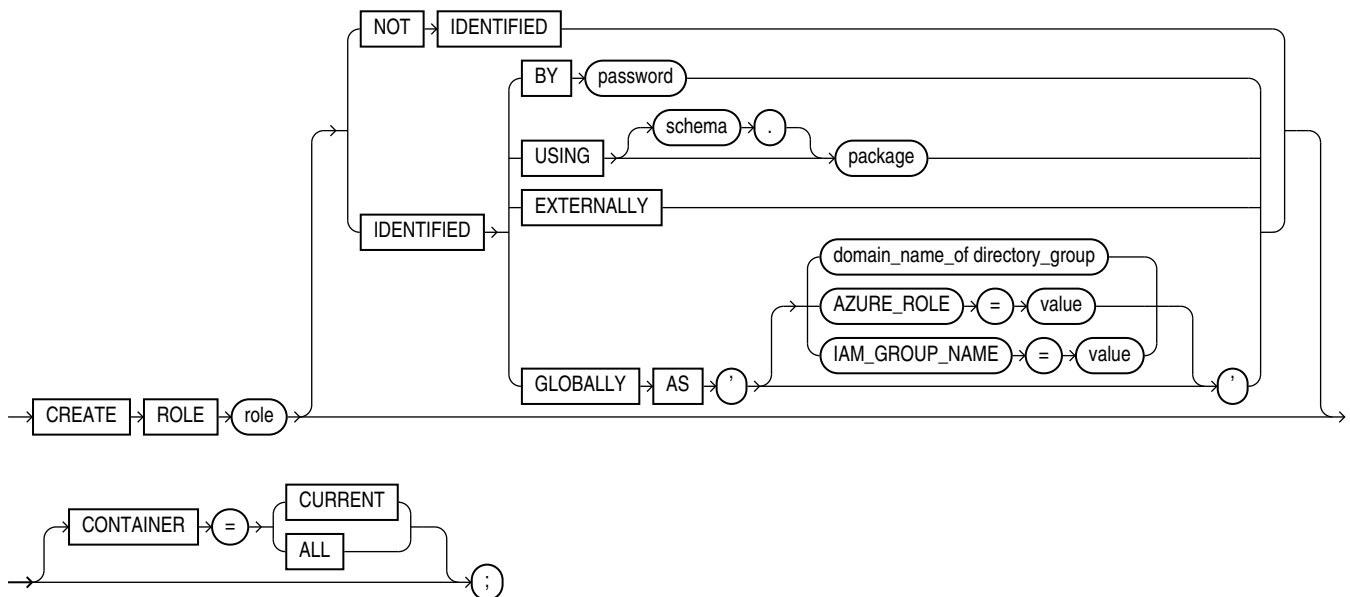 NOT IDENTIFIED
BY password
schema .
USING package
EXTERNALLY
IDENTIFIED
domain_name_of directory_group
AZURE_ROLE = value
IAM_GROUP_NAME = value
GLOBALLY AS ' '
CREATE ROLE role
CURRENT
CONTAINER =
ALL
;